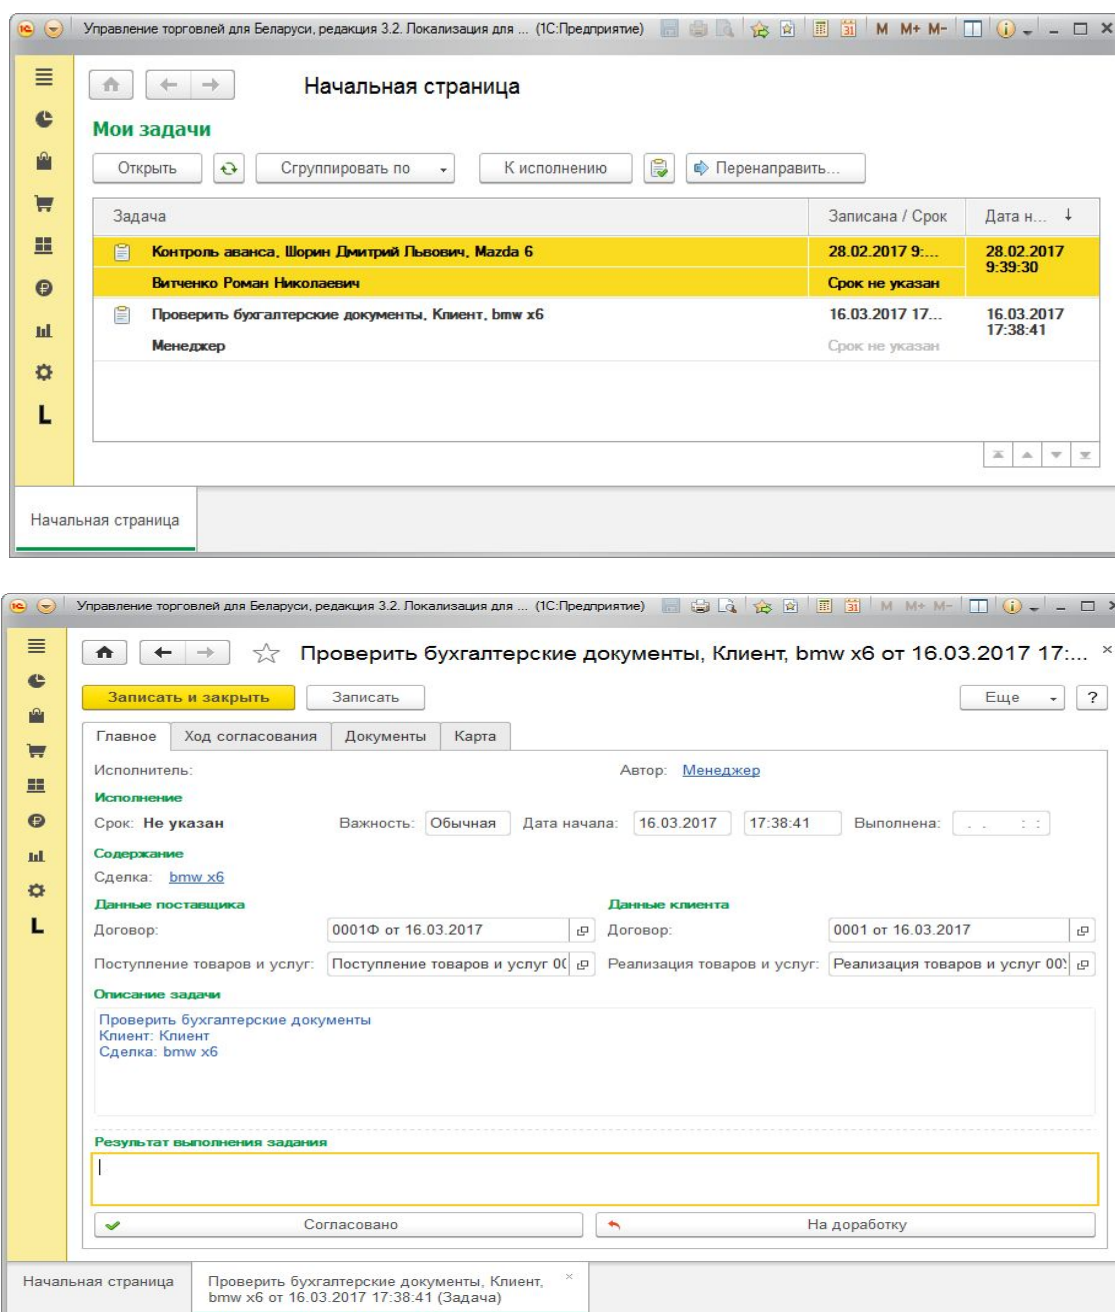 Управление торговлей для Беларуси, редакция 3.2. Локализация для ... (1С:Предприятие) M M+ M-
Начальная страница
Мои задачи
Открыть Сгруппировать по К исполнению Перенаправить...
Задача Записана / Срок Дата н... ↓
Контроль аванса, Шорин Дмитрий Львович, Mazda 6 28.02.2017 9:... 28.02.2017
9:39:30
Витченко Роман Николаевич Срок не указан
Проверить бухгалтерские документы, Клиент, bmw x6 16.03.2017 17... 16.03.2017
17:38:41
Менеджер Срок не указан
L
Начальная страница
Управление торговлей для Беларуси, редакция 3.2. Локализация для ... (1С:Предприятие) M M+ M-
Проверить бухгалтерские документы, Клиент, bmw x6 от 16.03.2017 17:...
Записать и закрыть Записать Еще ?
Главное Ход согласования Документы Карта
Исполнитель: Автор: Менеджер
Исполнение
Срок: Не указан Важность: Обычная Дата начала: 16.03.2017 17:38:41 Выполнена: . . : :
Содержание
Сделка: bmw x6
Данные поставщика Данные клиента
L
Договор: 0001Ф от 16.03.2017 Договор: 0001 от 16.03.2017
Поступление товаров и услуг: Поступление товаров и услуг 00 Реализация товаров и услуг: Реализация товаров и услуг 00
Описание задачи
Проверить бухгалтерские документы
Клиент: Клиент
Сделка: bmw x6
Результат выполнения задания
Согласовано На доработку
Начальная страница Проверить бухгалтерские документы, Клиент,
bmw x6 от 16.03.2017 17:38:41 (Задача)